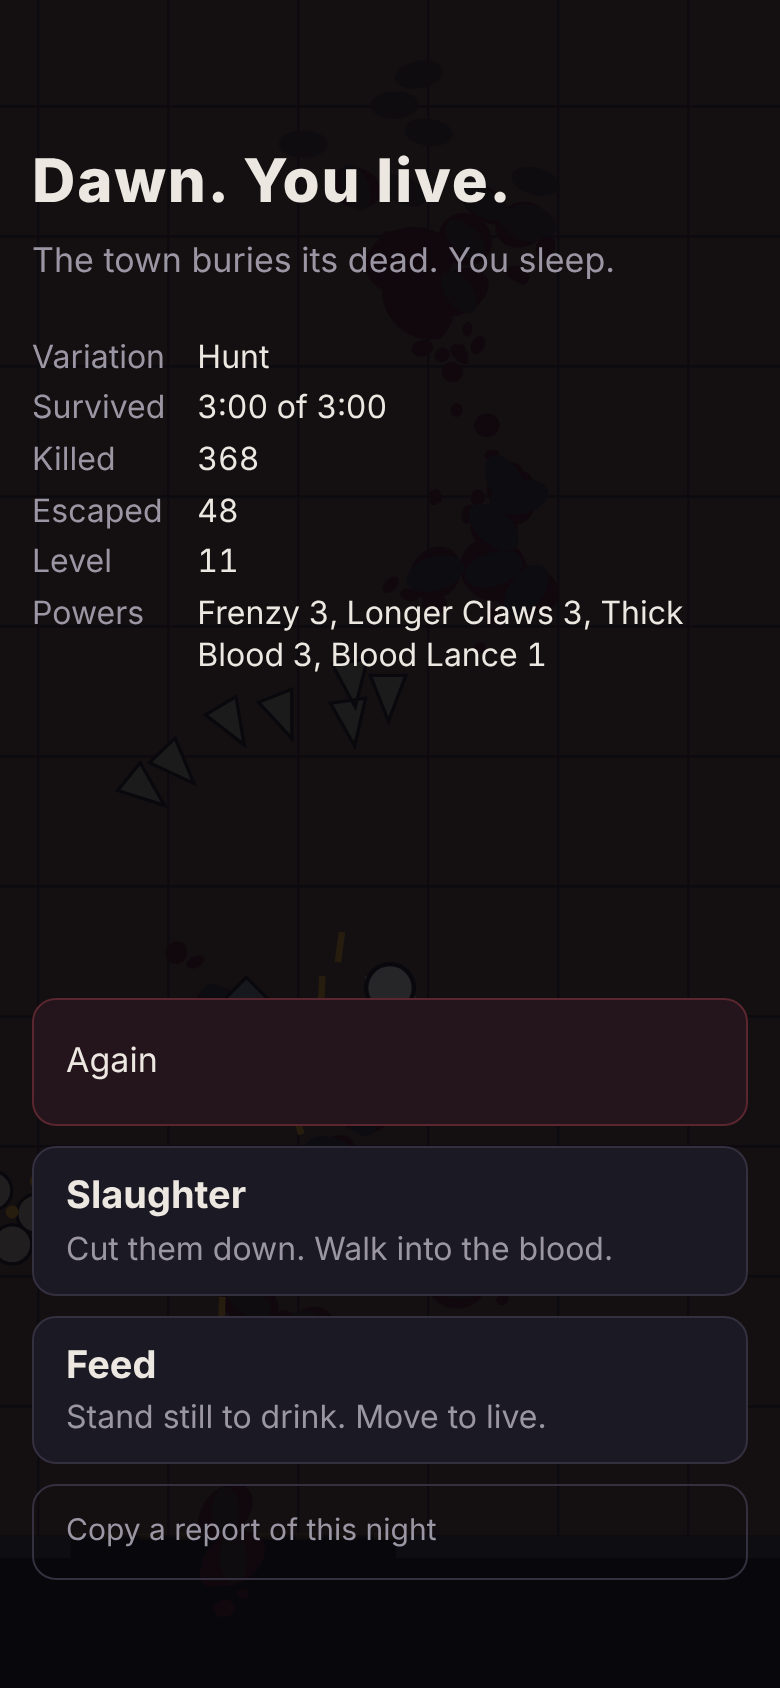 Dawn. You live.
The town buries its dead. You sleep.
Variation Hunt
Survived 3:00 of 3:00
Killed 368
Escaped 48
Level 11
Powers Frenzy 3, Longer Claws 3, Thick
Blood 3, Blood Lance 1
Again
Slaughter
Cut them down. Walk into the blood.
Feed
Stand still to drink. Move to live.
Copy a report of this night